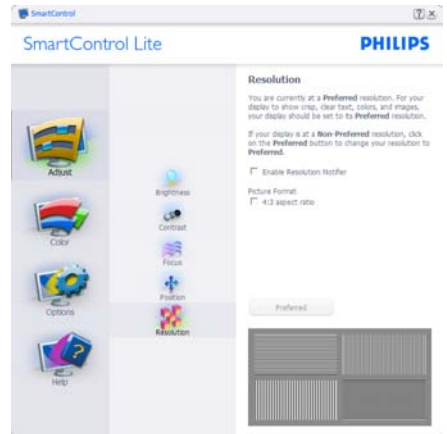 SmartControl
SmartControl Lite
PHILIPS
Adjust
Color
Options
Help
Brightness
Contrast
Focus
Position
Resolution
Resolution
You are currently at a Preferred resolution. For your
display to show crisp, clear text, colors, and images,
your display should be set to its Preferred resolution.
If your display is at a Non-Preferred resolution, click
on the Preferred button to change your resolution to
Preferred.
Enable Resolution Notifier
Picture Format
4:3 aspect ratio
Preferred